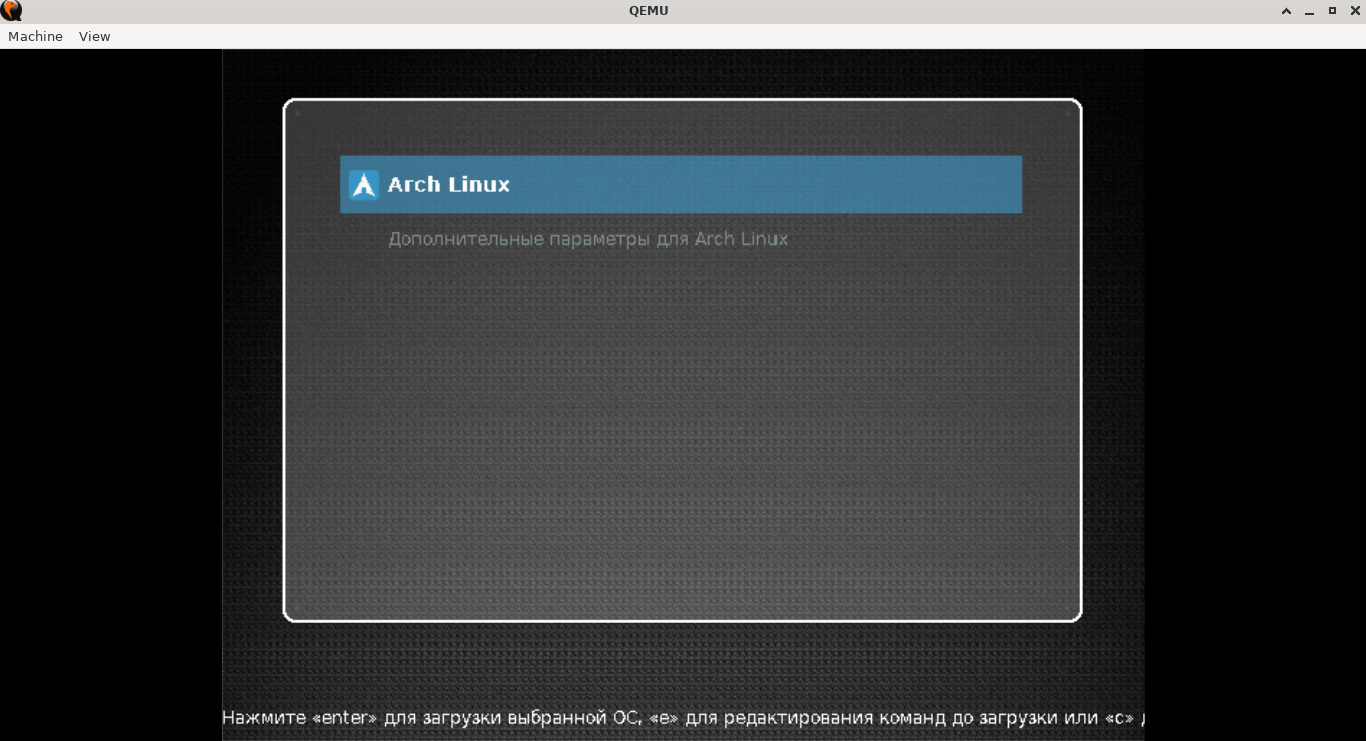 QEMU
Machine View
Arch Linux
Дополнительные параметры для Arch Linux
Нажмите «enter» для загрузки выбранной ОС, «e» для редактирования команд до загрузки или «c»